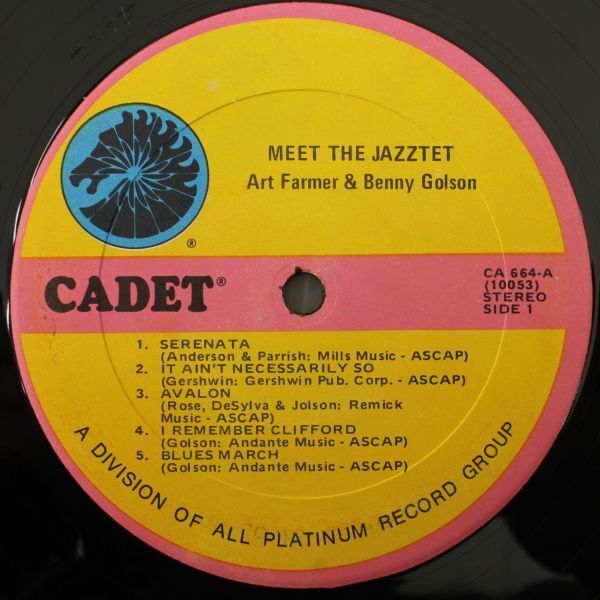 MEET THE JAZZTET
Art Farmer & Benny Golson
®
CADET®
CA 664-A
(10053)
STEREO
SIDE 1
1. SERENATA
(Anderson & Parrish: Mills Music - ASCAP)
2. IT AIN'T NECESSARILY SO
(Gershwin: Gershwin Pub. Corp. - ASCAP)
3. AVALON
(Rose, DeSylva & Jolson: Remick
Music - ASCAP)
4. I REMEMBER CLIFFORD
(Golson: Andante Music - ASCAP)
5. BLUES MARCH
(Golson: Andante Music - ASCAP)
A DIVISION OF ALL PLATINUM RECORD GROUP